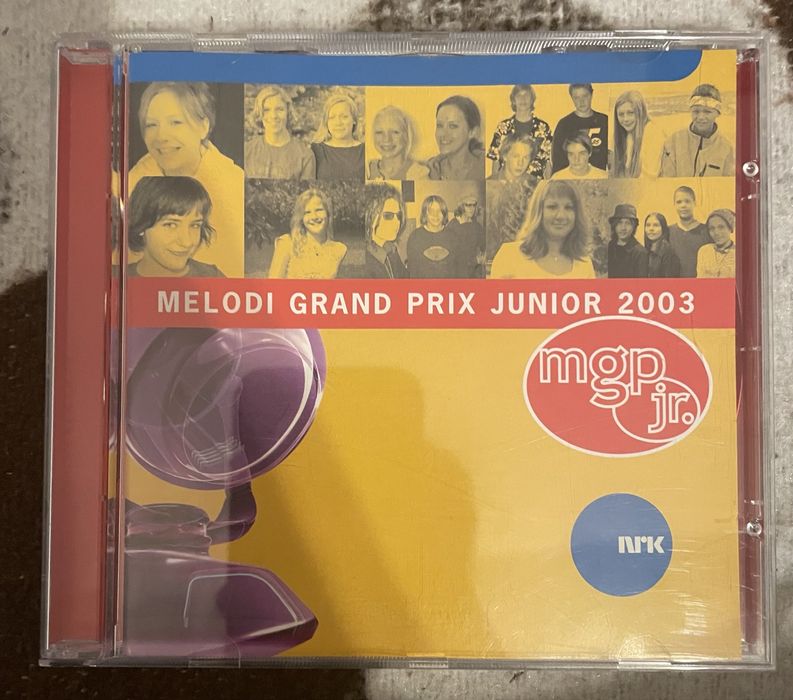 MELODI GRAND PRIX JUNIOR 2003
mgp
jr.
nrk